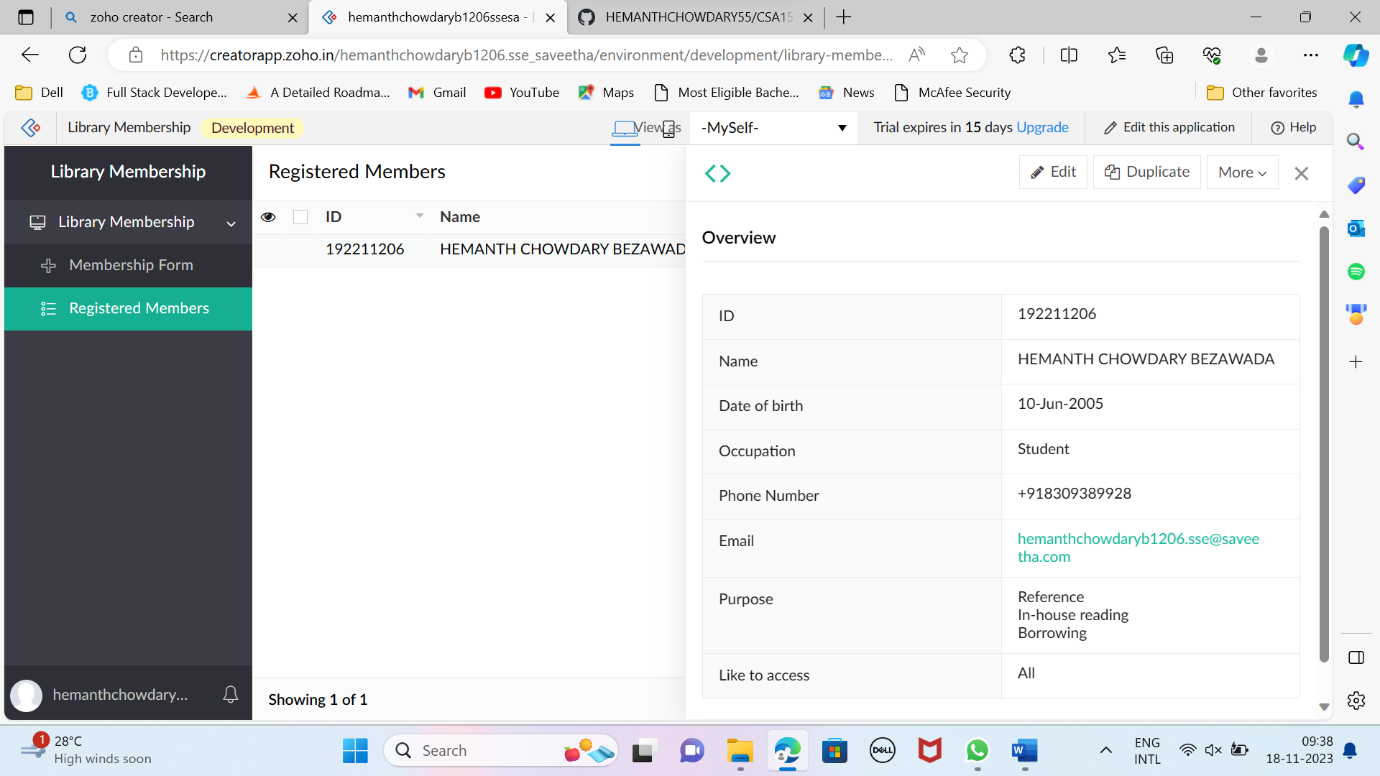 zoho creator - Search
hemanthchowdaryb1206ssesa -
HEMANTHCHOWDARY55/CSA15
https://creatorapp.zoho.in/hemanthchowdaryb1206.sse_saveetha/environment/development/library-membe...
Dell
Full Stack Develope...
A Detailed Roadma...
Gmail
YouTube
Maps
Most Eligible Bache...
News
McAfee Security
Other favorites
Library Membership
Development
View as
-MySelf-
Trial expires in 15 days Upgrade
Edit this application
Help
Library Membership
Library Membership
Membership Form
Registered Members
hemanthchowdary...
Registered Members
ID Name
192211206 HEMANTH CHOWDARY BEZAWAD
Showing 1 of 1
Edit
Duplicate
More
Overview
ID 192211206
Name HEMANTH CHOWDARY BEZAWADA
Date of birth 10-Jun-2005
Occupation Student
Phone Number +918309389928
Email hemanthchowdaryb1206.sse@savee
tha.com
Purpose Reference
In-house reading
Borrowing
Like to access All
1
28°C
High winds soon
Search
DELL
ENG
INTL
09:38
18-11-2023